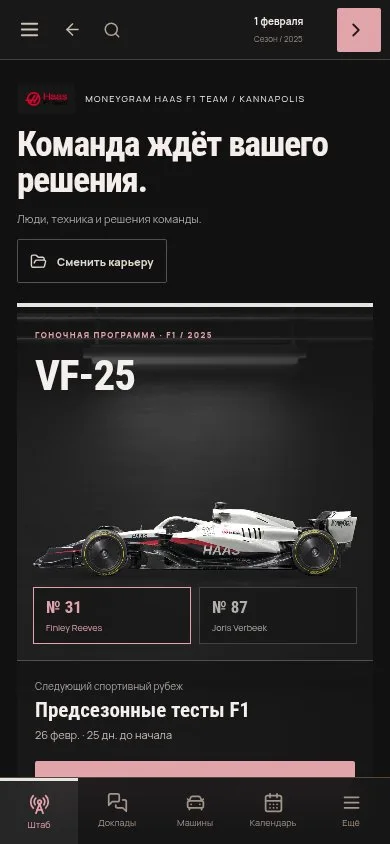 1 февраля
Сезон / 2025
Haas
MONEYGRAM HAAS F1 TEAM / KANNAPOLIS
Команда ждёт вашего
решения.
Люди, техника и решения команды.
Сменить карьеру
ГОНОЧНАЯ ПРОГРАММА · F1 / 2025
VF-25
HAAS
№ 31
Finley Reeves
№ 87
Joris Verbeek
Следующий спортивный рубеж
Предсезонные тесты F1
26 февр. · 25 дн. до начала
Штаб
Доклады
Машины
Календарь
Ещё